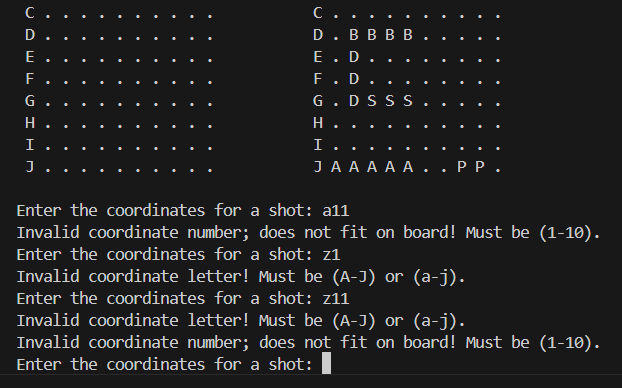 C . . . . . . . . . .          C . . . . . . . . . .
D . . . . . . . . . .          D . B B B B . . . . .
E . . . . . . . . . .          E . D . . . . . . . .
F . . . . . . . . . .          F . D . . . . . . . .
G . . . . . . . . . .          G . D S S S . . . . .
H . . . . . . . . . .          H . . . . . . . . . .
I . . . . . . . . . .          I . . . . . . . . . .
J . . . . . . . . . .          J A A A A A . . P P .
Enter the coordinates for a shot: a11
Invalid coordinate number; does not fit on board! Must be (1-10).
Enter the coordinates for a shot: z1
Invalid coordinate letter! Must be (A-J) or (a-j).
Enter the coordinates for a shot: z11
Invalid coordinate letter! Must be (A-J) or (a-j).
Invalid coordinate number; does not fit on board! Must be (1-10).
Enter the coordinates for a shot: